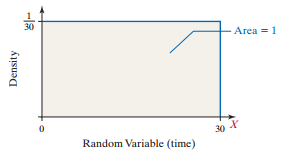 1
30
Area = 1
Density
0
30
X
Random Variable (time)